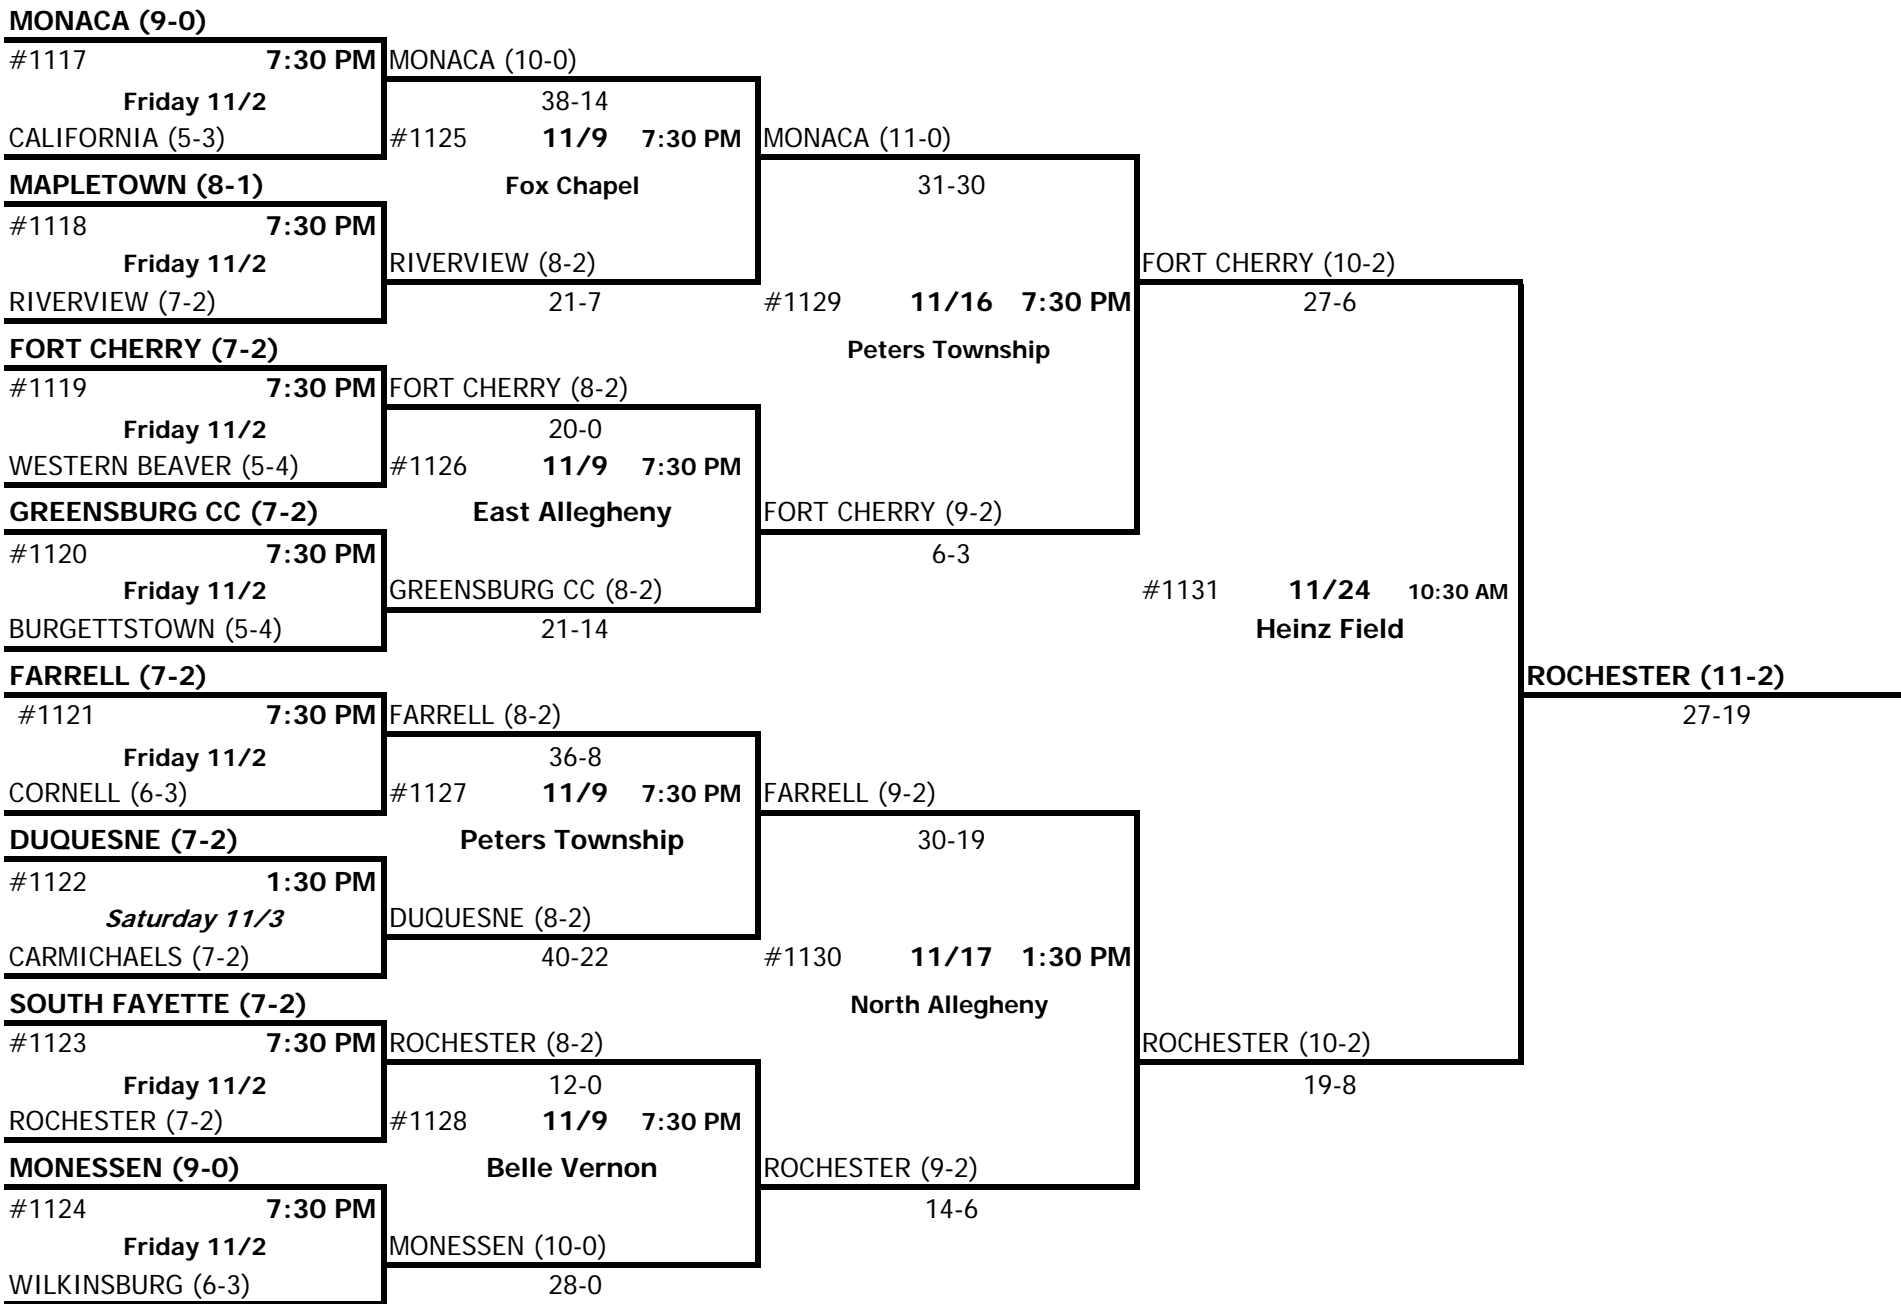 MONACA (9-0)
#1117 7:30 PM
Friday 11/2
CALIFORNIA (5-3)
MAPLETOWN (8-1)
#1118 7:30 PM
Friday 11/2
RIVERVIEW (7-2)
FORT CHERRY (7-2)
#1119 7:30 PM
Friday 11/2
WESTERN BEAVER (5-4)
GREENSBURG CC (7-2)
#1120 7:30 PM
Friday 11/2
BURGETTSTOWN (5-4)
FARRELL (7-2)
#1121 7:30 PM
Friday 11/2
CORNELL (6-3)
DUQUESNE (7-2)
#1122 1:30 PM
Saturday 11/3
CARMICHAELS (7-2)
SOUTH FAYETTE (7-2)
#1123 7:30 PM
Friday 11/2
ROCHESTER (7-2)
MONESSEN (9-0)
#1124 7:30 PM
Friday 11/2
WILKINSBURG (6-3)
MONACA (10-0)
38-14
#1125 11/9 7:30 PM
Fox Chapel
RIVERVIEW (8-2)
21-7
FORT CHERRY (8-2)
20-0
#1126 11/9 7:30 PM
East Allegheny
GREENSBURG CC (8-2)
21-14
FARRELL (8-2)
36-8
#1127 11/9 7:30 PM
Peters Township
DUQUESNE (8-2)
40-22
ROCHESTER (8-2)
12-0
#1128 11/9 7:30 PM
Belle Vernon
MONESSEN (10-0)
28-0
MONACA (11-0)
31-30
#1129 11/16 7:30 PM
Peters Township
FORT CHERRY (9-2)
6-3
FARRELL (9-2)
30-19
#1130 11/17 1:30 PM
North Allegheny
ROCHESTER (9-2)
14-6
FORT CHERRY (10-2)
27-6
#1131 11/24 10:30 AM
Heinz Field
ROCHESTER (10-2)
19-8
ROCHESTER (11-2)
27-19